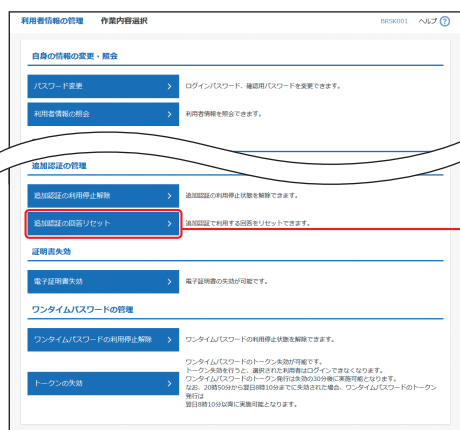 利用者情報の管理 作業内容選択 BRSK001 ヘルプ ?
自身の情報の変更・照会
パスワード変更 ログインパスワード、確認用パスワードを変更できます。
利用者情報の照会 利用者情報を照会できます。
追加認証の管理
追加認証の利用停止解除 追加認証の利用停止状態を解除できます。
追加認証の回答リセット 追加認証で利用する回答をリセットできます。
証明書失効
電子証明書失効 電子証明書の失効が可能です。
ワンタイムパスワードの管理
ワンタイムパスワードの利用停止解除 ワンタイムパスワードの利用停止状態を解除できます。
ワンタイムパスワードのトークン失効が可能です。
トークン失効を行うと、選択された利用者はログインできなくなります。
トークンの失効 ワンタイムパスワードのトークン発行は失効の30分後に実施可能となります。
なお、20時50分から翌日8時10分までに失効された場合、ワンタイムパスワードのトークン
発行は
翌日8時10分以降に実施可能となります。